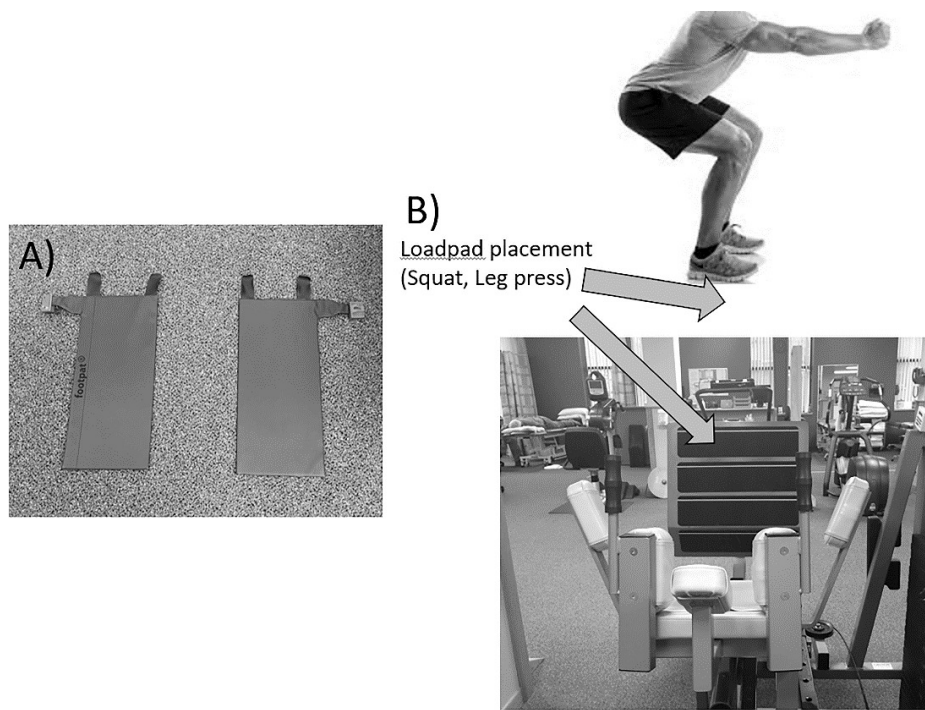 A)
footpat®
B)
Loadpad placement
(Squat, Leg press)